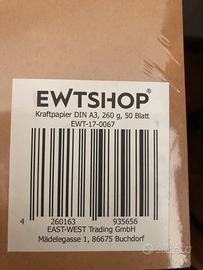 EWTSHOP®
Kraftpapier DIN A3, 260 g, 50 Blatt
EWT-17-0067
4 260163 935656
EAST-WEST Trading GmbH
Mädelegasse 1, 86675 Buchdorf
subito